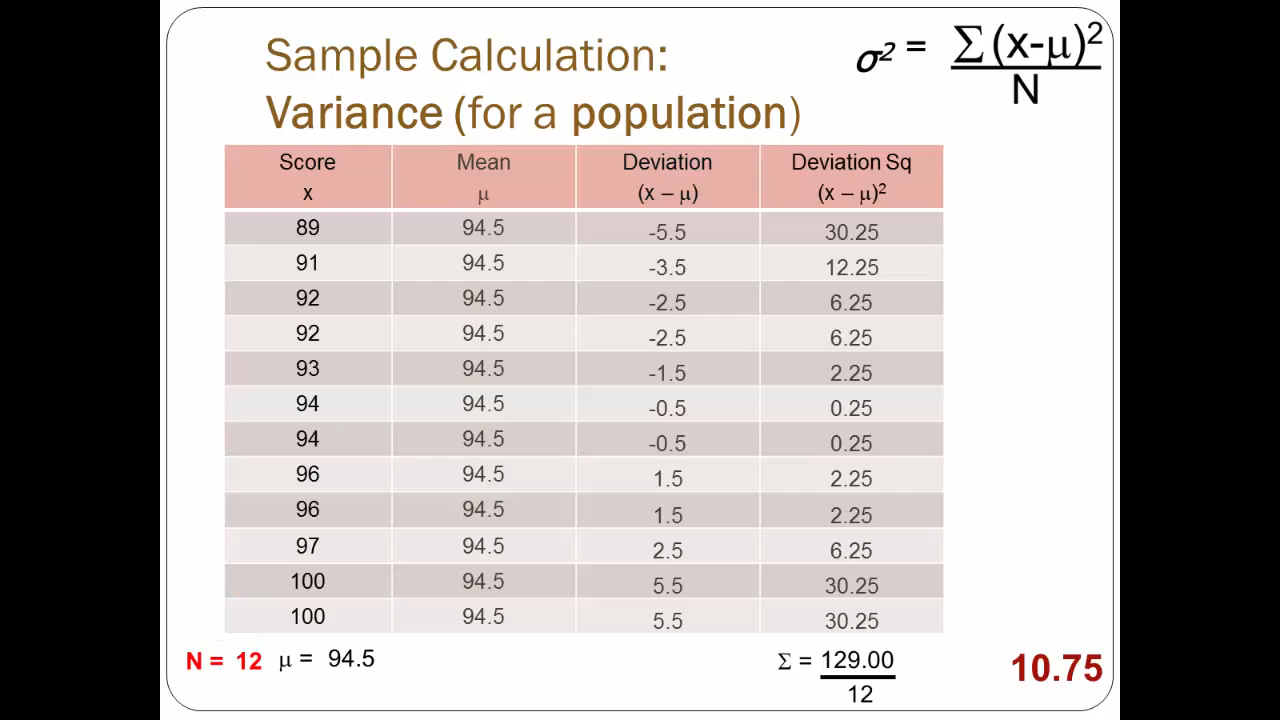 Sample Calculation:
Variance (for a population)
σ² = Σ(x-μ)²
N
Score Mean Deviation Deviation Sq
x μ (x – μ) (x – μ)²
89 94.5 -5.5 30.25
91 94.5 -3.5 12.25
92 94.5 -2.5 6.25
92 94.5 -2.5 6.25
93 94.5 -1.5 2.25
94 94.5 -0.5 0.25
94 94.5 -0.5 0.25
96 94.5 1.5 2.25
96 94.5 1.5 2.25
97 94.5 2.5 6.25
100 94.5 5.5 30.25
100 94.5 5.5 30.25
N = 12 μ = 94.5 Σ = 129.00 10.75
12